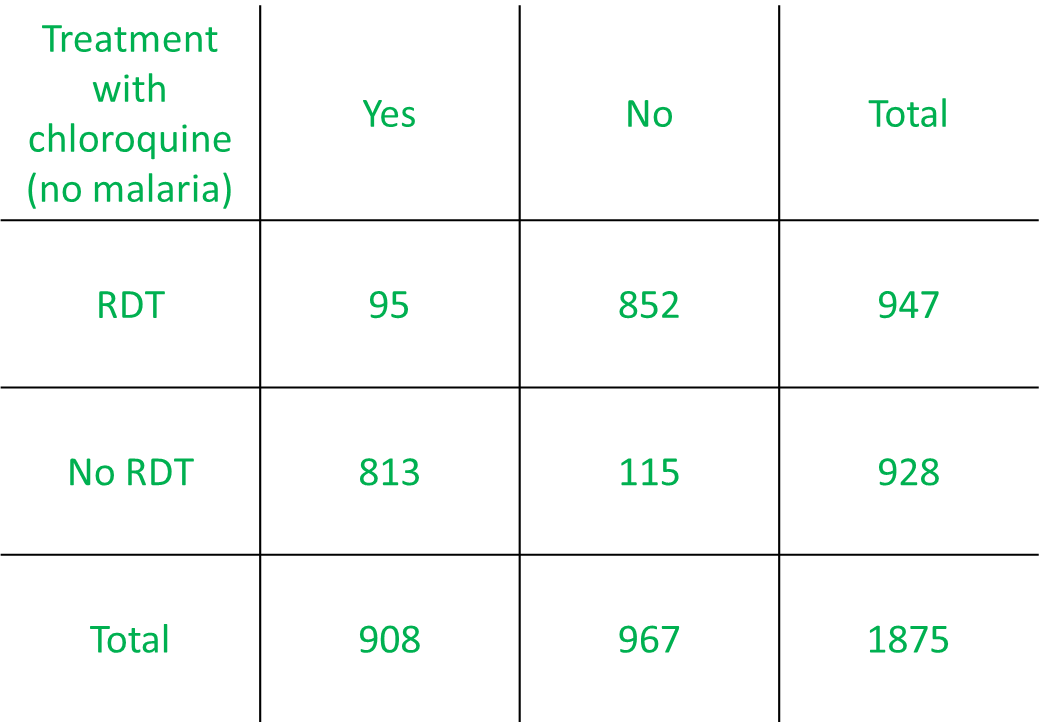 Treatment
with
chloroquine
(no malaria)
Yes
No
Total
RDT
95
852
947
No RDT
813
115
928
Total
908
967
1875